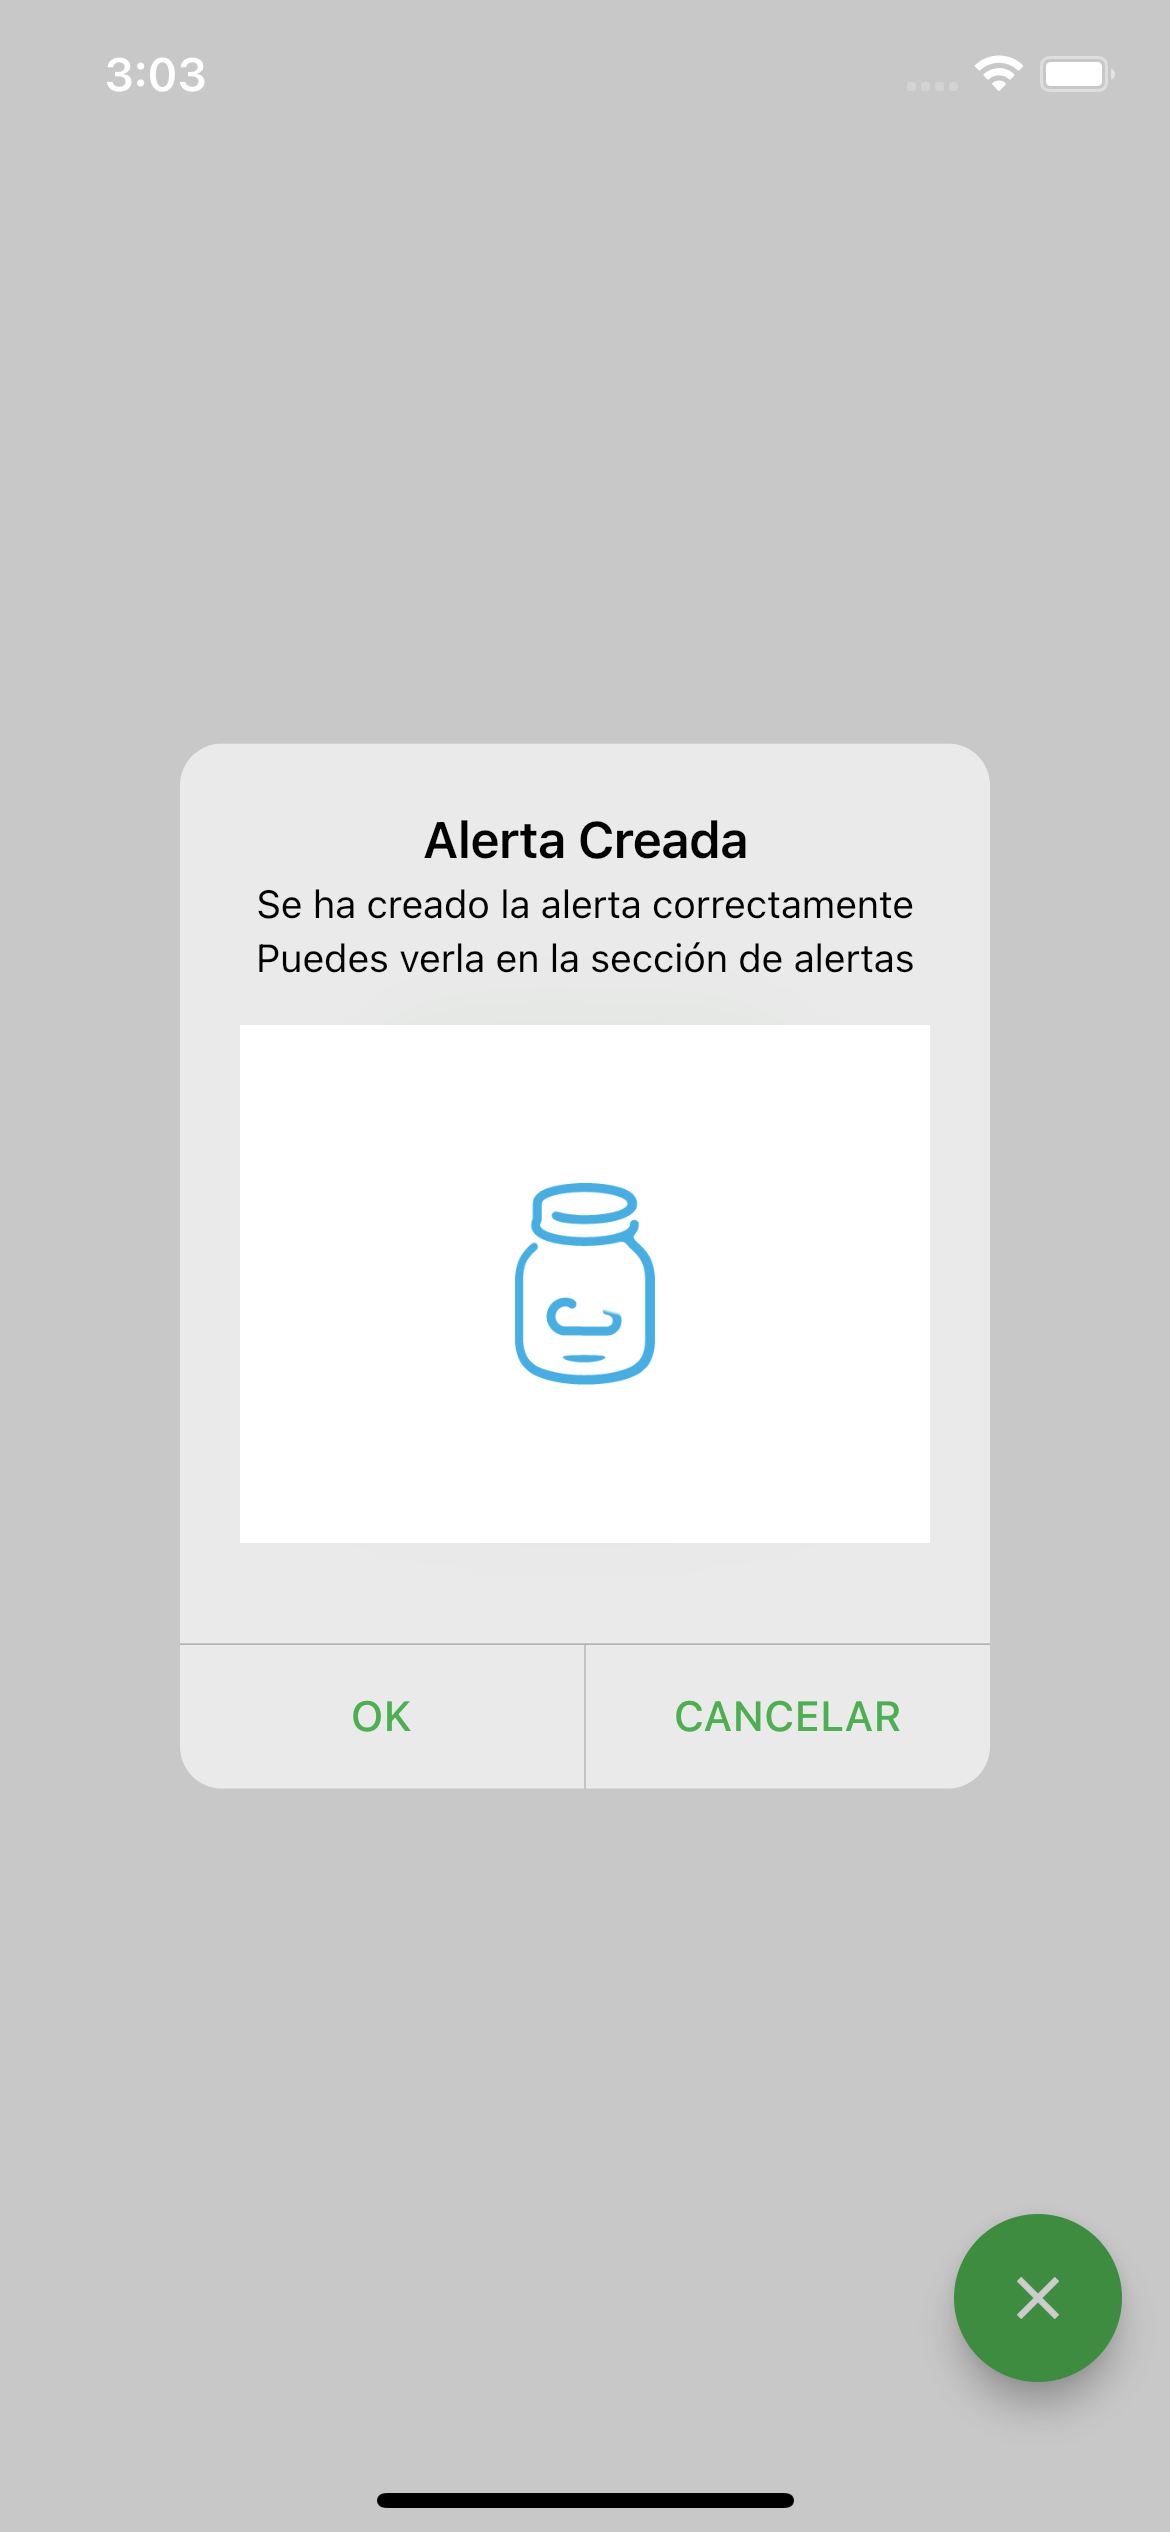 3:03
Alerta Creada
Se ha creado la alerta correctamente
Puedes verla en la sección de alertas
OK
CANCELAR